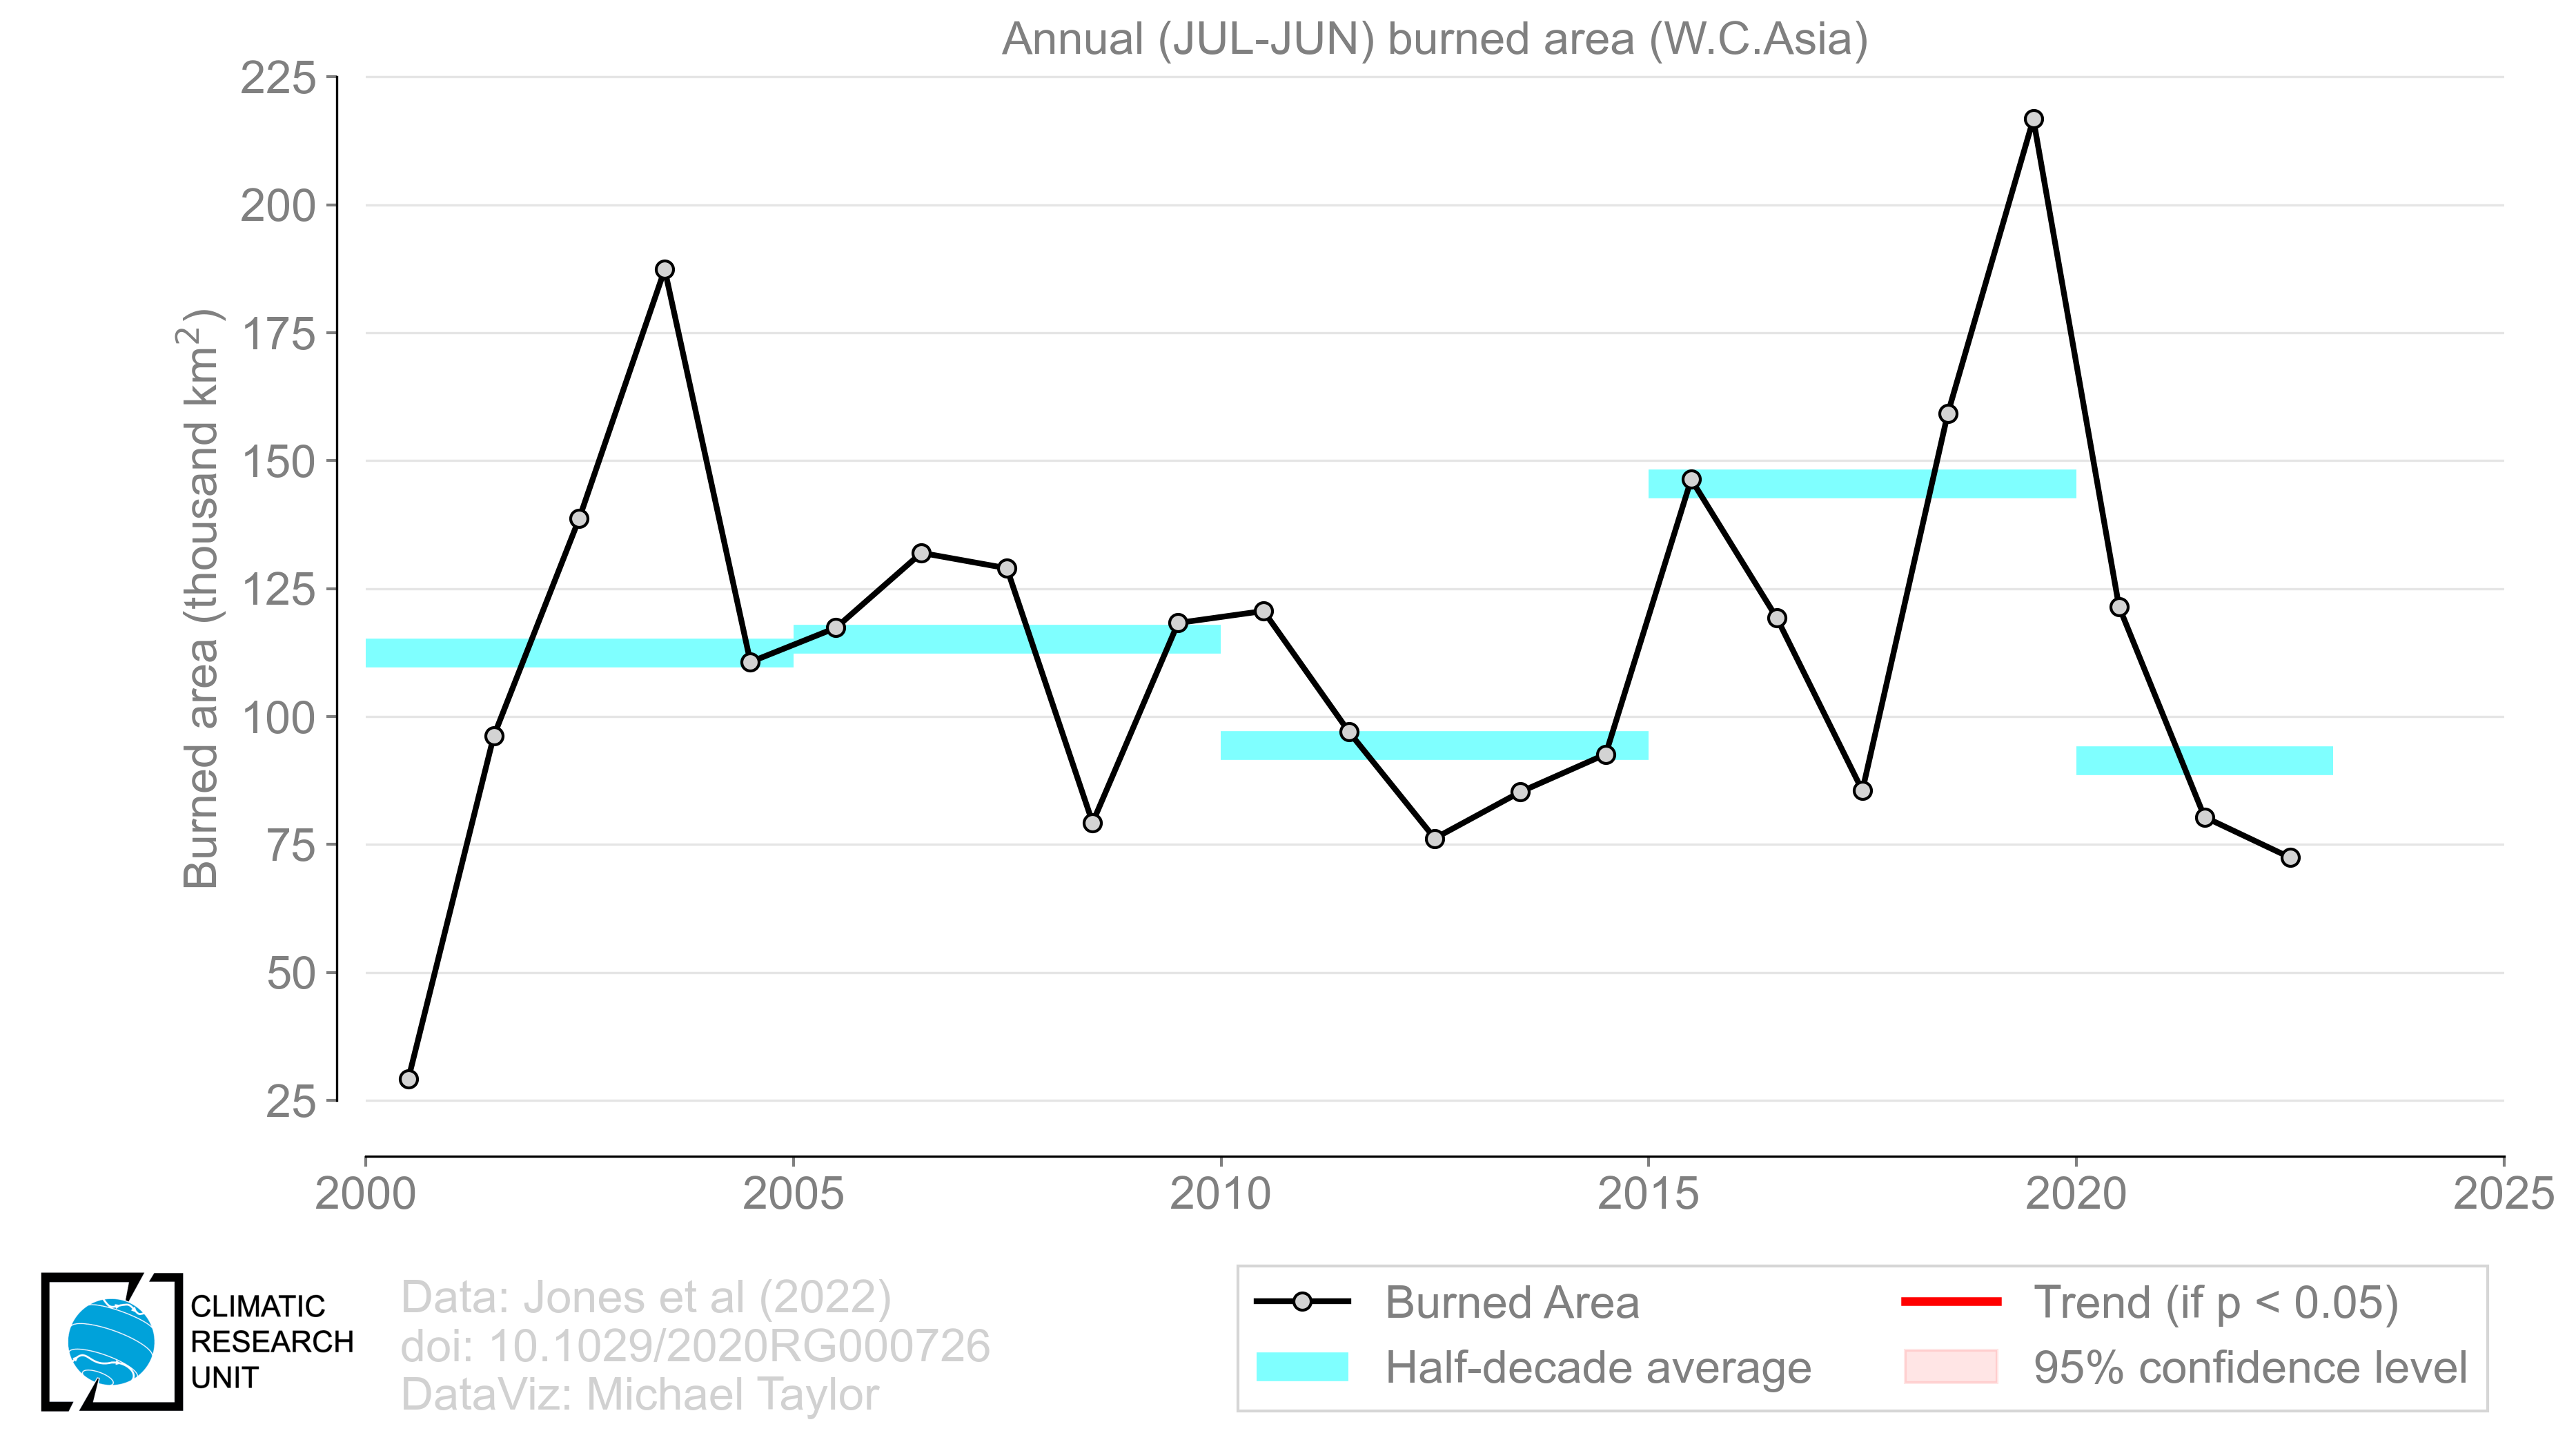 Annual (JUL-JUN) burned area (W.C.Asia)
225
200
175
150
125
100
75
50
25
Burned area (thousand km²)
2000 2005 2010 2015 2020 2025
CLIMATIC
RESEARCH
UNIT
Data: Jones et al (2022)
doi: 10.1029/2020RG000726
DataViz: Michael Taylor
Burned Area
Half-decade average
Trend (if p < 0.05)
95% confidence level